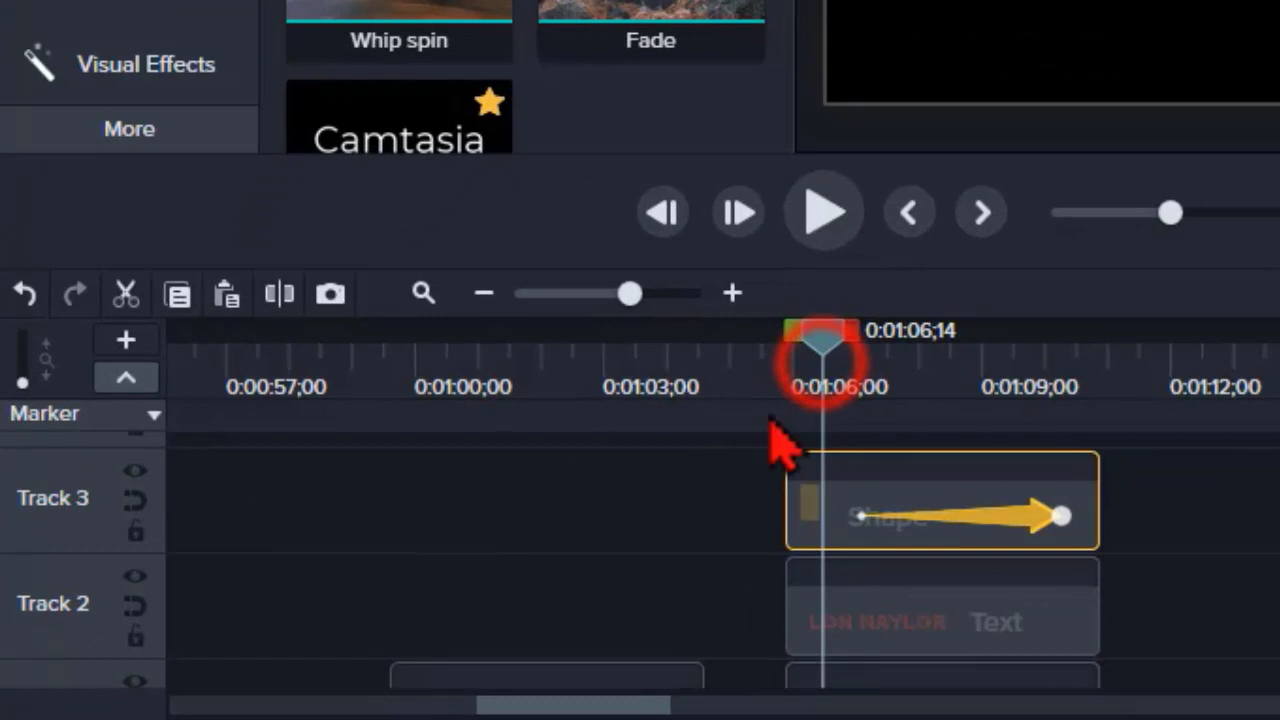 Whip spin
Fade
Visual Effects
More
Camtasia
0:01:06;14
0:00:57;00
0:01:00;00
0:01:03;00
0:01:06;00
0:01:09;00
0:01:12;00
Marker
Track 3
Shape
Track 2
LON NAYLOR
Text